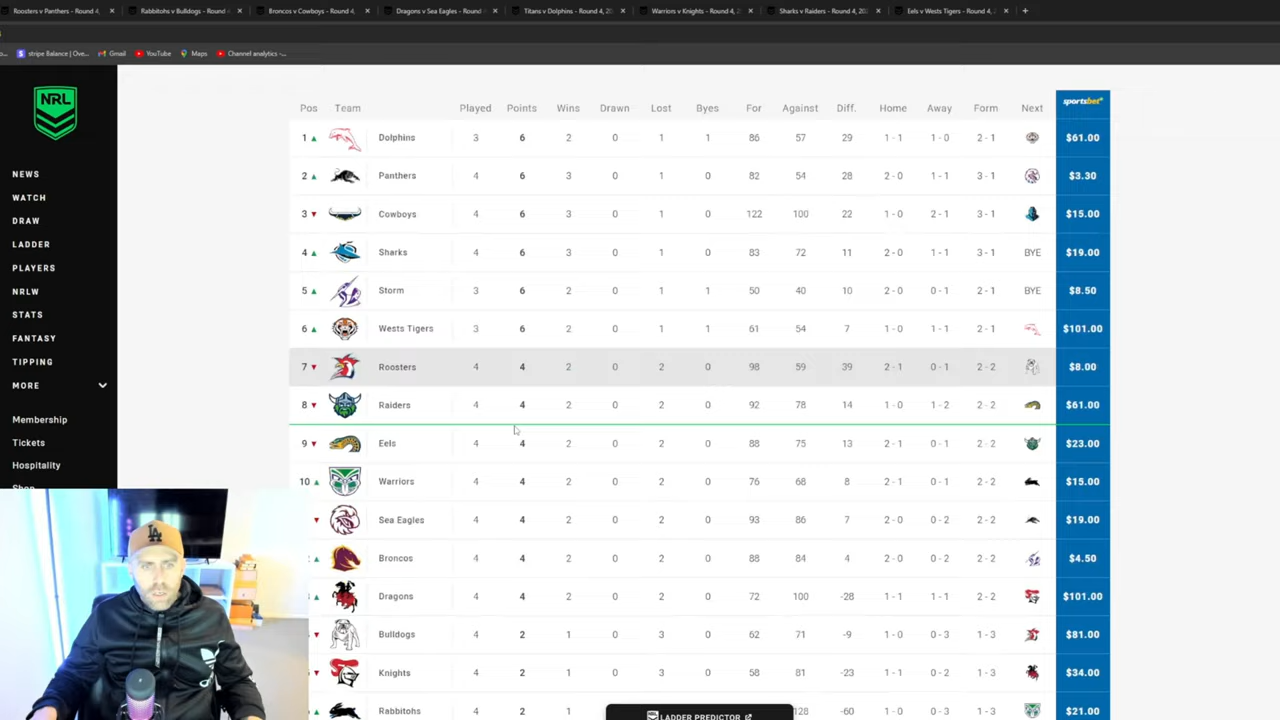 Roosters v Panthers - Round 4,
Rabbitohs v Bulldogs - Round 4
Broncos v Cowboys - Round 4,
Dragons v Sea Eagles - Round
Titans v Dolphins - Round 4, 20
Warriors v Knights - Round 4, 2
Sharks v Raiders - Round 4, 202
Eels v Wests Tigers - Round 4, 2
stripe Balance | Ove...
Gmail
YouTube
Maps
Channel analytics -...
NRL
NEWS
WATCH
DRAW
LADDER
PLAYERS
NRLW
STATS
FANTASY
TIPPING
MORE
Membership
Tickets
Hospitality
Shop
Pos Team Played Points Wins Drawn Lost Byes For Against Diff. Home Away Form Next sportsbet
1 Dolphins 3 6 2 0 1 1 86 57 29 1 - 1 1 - 0 2 - 1 $61.00
2 Panthers 4 6 3 0 1 0 82 54 28 2 - 0 1 - 1 3 - 1 $3.30
3 Cowboys 4 6 3 0 1 0 122 100 22 1 - 0 2 - 1 3 - 1 $15.00
4 Sharks 4 6 3 0 1 0 83 72 11 2 - 0 1 - 1 3 - 1 BYE $19.00
5 Storm 3 6 2 0 1 1 50 40 10 2 - 0 0 - 1 2 - 1 BYE $8.50
6 Wests Tigers 3 6 2 0 1 1 61 54 7 1 - 0 1 - 1 2 - 1 $101.00
7 Roosters 4 4 2 0 2 0 98 59 39 2 - 1 0 - 1 2 - 2 $8.00
8 Raiders 4 4 2 0 2 0 92 78 14 1 - 0 1 - 2 2 - 2 $61.00
9 Eels 4 4 2 0 2 0 88 75 13 2 - 1 0 - 1 2 - 2 $23.00
10 Warriors 4 4 2 0 2 0 76 68 8 2 - 1 0 - 1 2 - 2 $15.00
Sea Eagles 4 4 2 0 2 0 93 86 7 2 - 0 0 - 2 2 - 2 $19.00
Broncos 4 4 2 0 2 0 88 84 4 2 - 0 0 - 2 2 - 2 $4.50
Dragons 4 4 2 0 2 0 72 100 -28 1 - 1 1 - 1 2 - 2 $101.00
Bulldogs 4 2 1 0 3 0 62 71 -9 1 - 0 0 - 3 1 - 3 $81.00
Knights 4 2 1 0 3 0 58 81 -23 1 - 1 0 - 2 1 - 3 $34.00
Rabbitohs 4 2 1 0 3 0 128 -60 1 - 0 0 - 3 1 - 3 $21.00
NRL LADDER PREDICTOR
LA